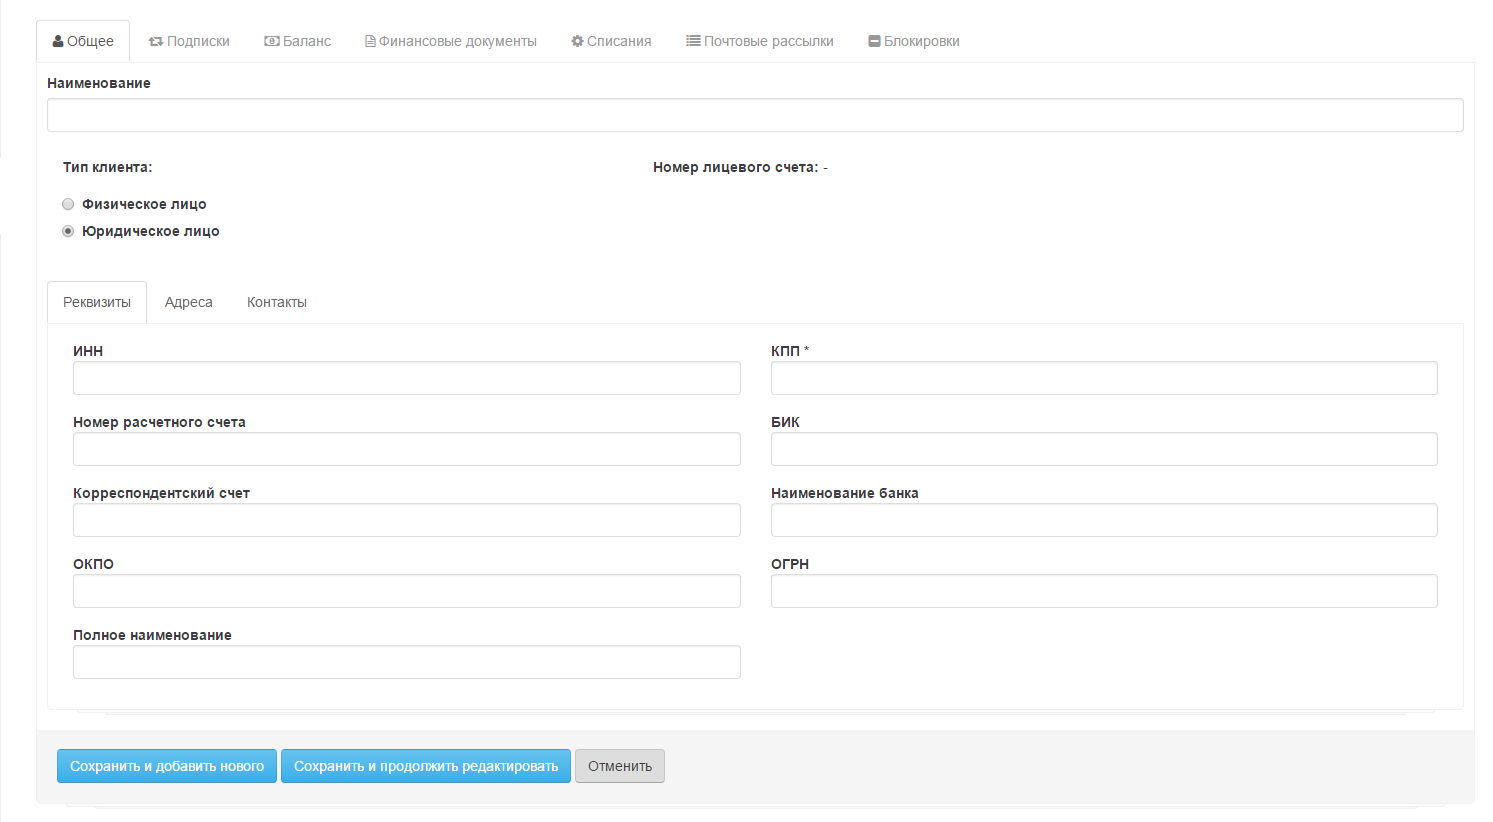 Общее Подписки Баланс Финансовые документы Списания Почтовые рассылки Блокировки
Наименование
Тип клиента: Номер лицевого счета: -
Физическое лицо
Юридическое лицо
Реквизиты Адреса Контакты
ИНН КПП *
Номер расчетного счета БИК
Корреспондентский счет Наименование банка
ОКПО ОГРН
Полное наименование
Сохранить и добавить нового Сохранить и продолжить редактировать Отменить